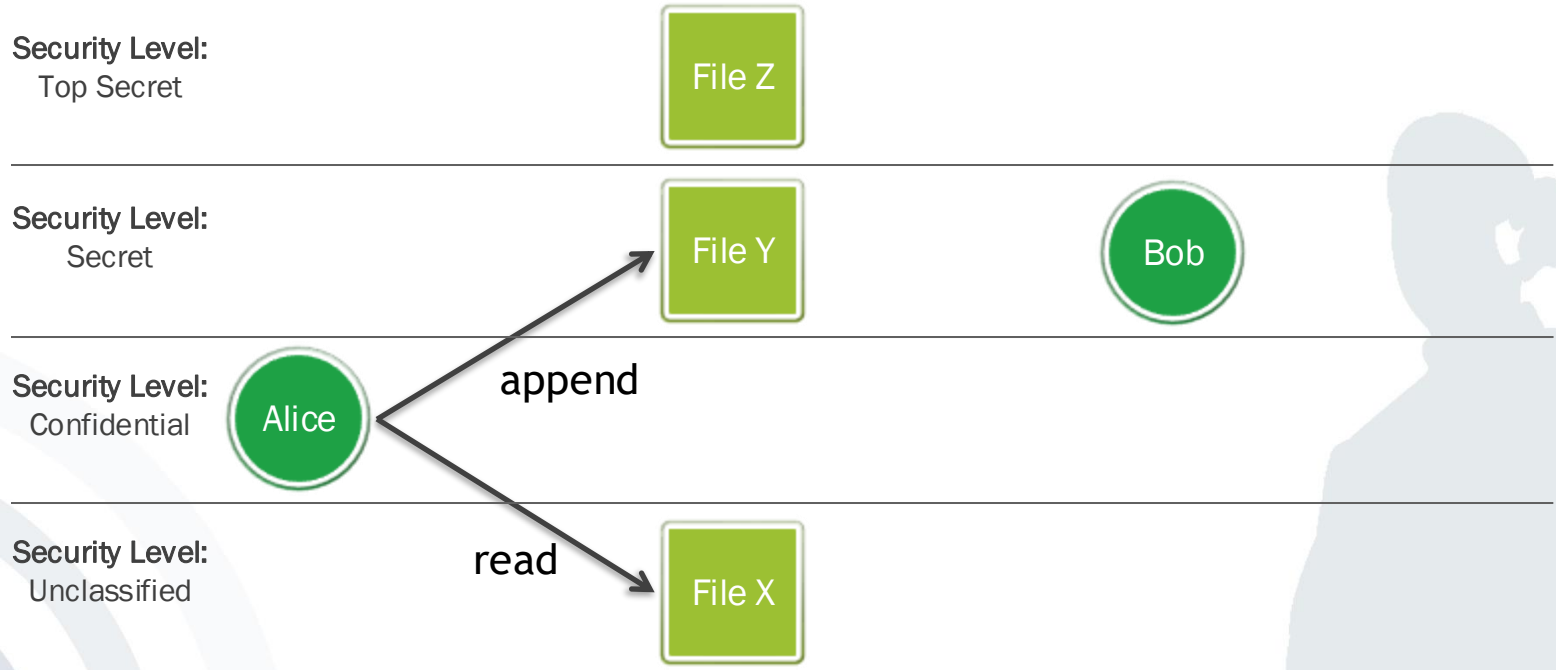 Security Level:
Top Secret
File Z
Security Level:
Secret
File Y
Bob
append
Security Level:
Confidential
Alice
read
Security Level:
Unclassified
File X